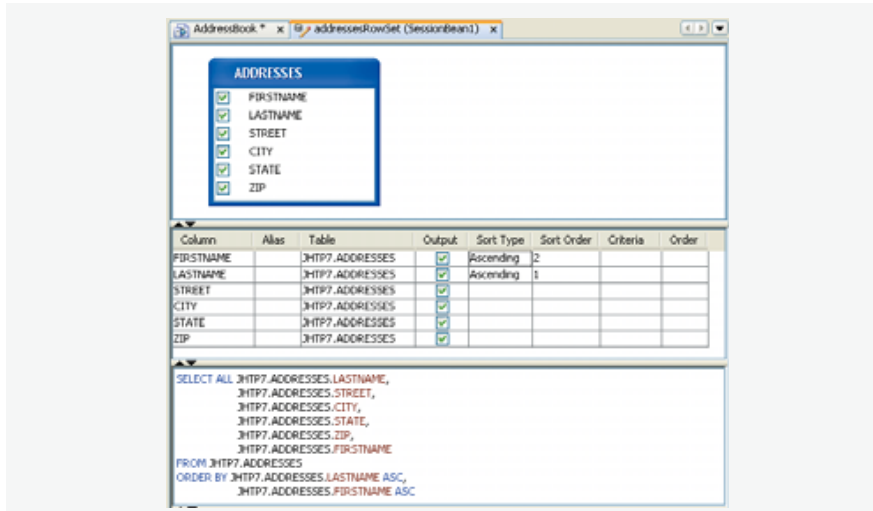 AddressBook * x addressesRowSet (SessionBean1) x
ADDRESSES
FIRSTNAME
LASTNAME
STREET
CITY
STATE
ZIP
Column Alias Table Output Sort Type Sort Order Criteria Order
FIRSTNAME JHTP7.ADDRESSES Ascending 2
LASTNAME JHTP7.ADDRESSES Ascending 1
STREET JHTP7.ADDRESSES
CITY JHTP7.ADDRESSES
STATE JHTP7.ADDRESSES
ZIP JHTP7.ADDRESSES
SELECT ALL JHTP7.ADDRESSES.LASTNAME,
JHTP7.ADDRESSES.STREET,
JHTP7.ADDRESSES.CITY,
JHTP7.ADDRESSES.STATE,
JHTP7.ADDRESSES.ZIP,
JHTP7.ADDRESSES.FIRSTNAME
FROM JHTP7.ADDRESSES
ORDER BY JHTP7.ADDRESSES.LASTNAME ASC,
JHTP7.ADDRESSES.FIRSTNAME ASC